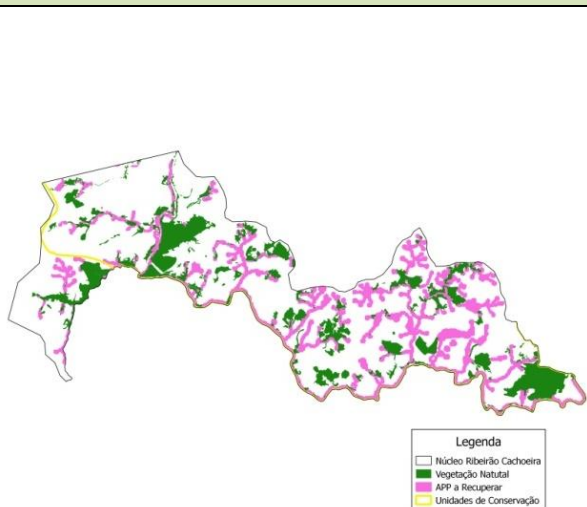 Legenda
Núcleo Ribeirão Cachoeira
Vegetação Natutal
APP a Recuperar
Unidades de Conservação